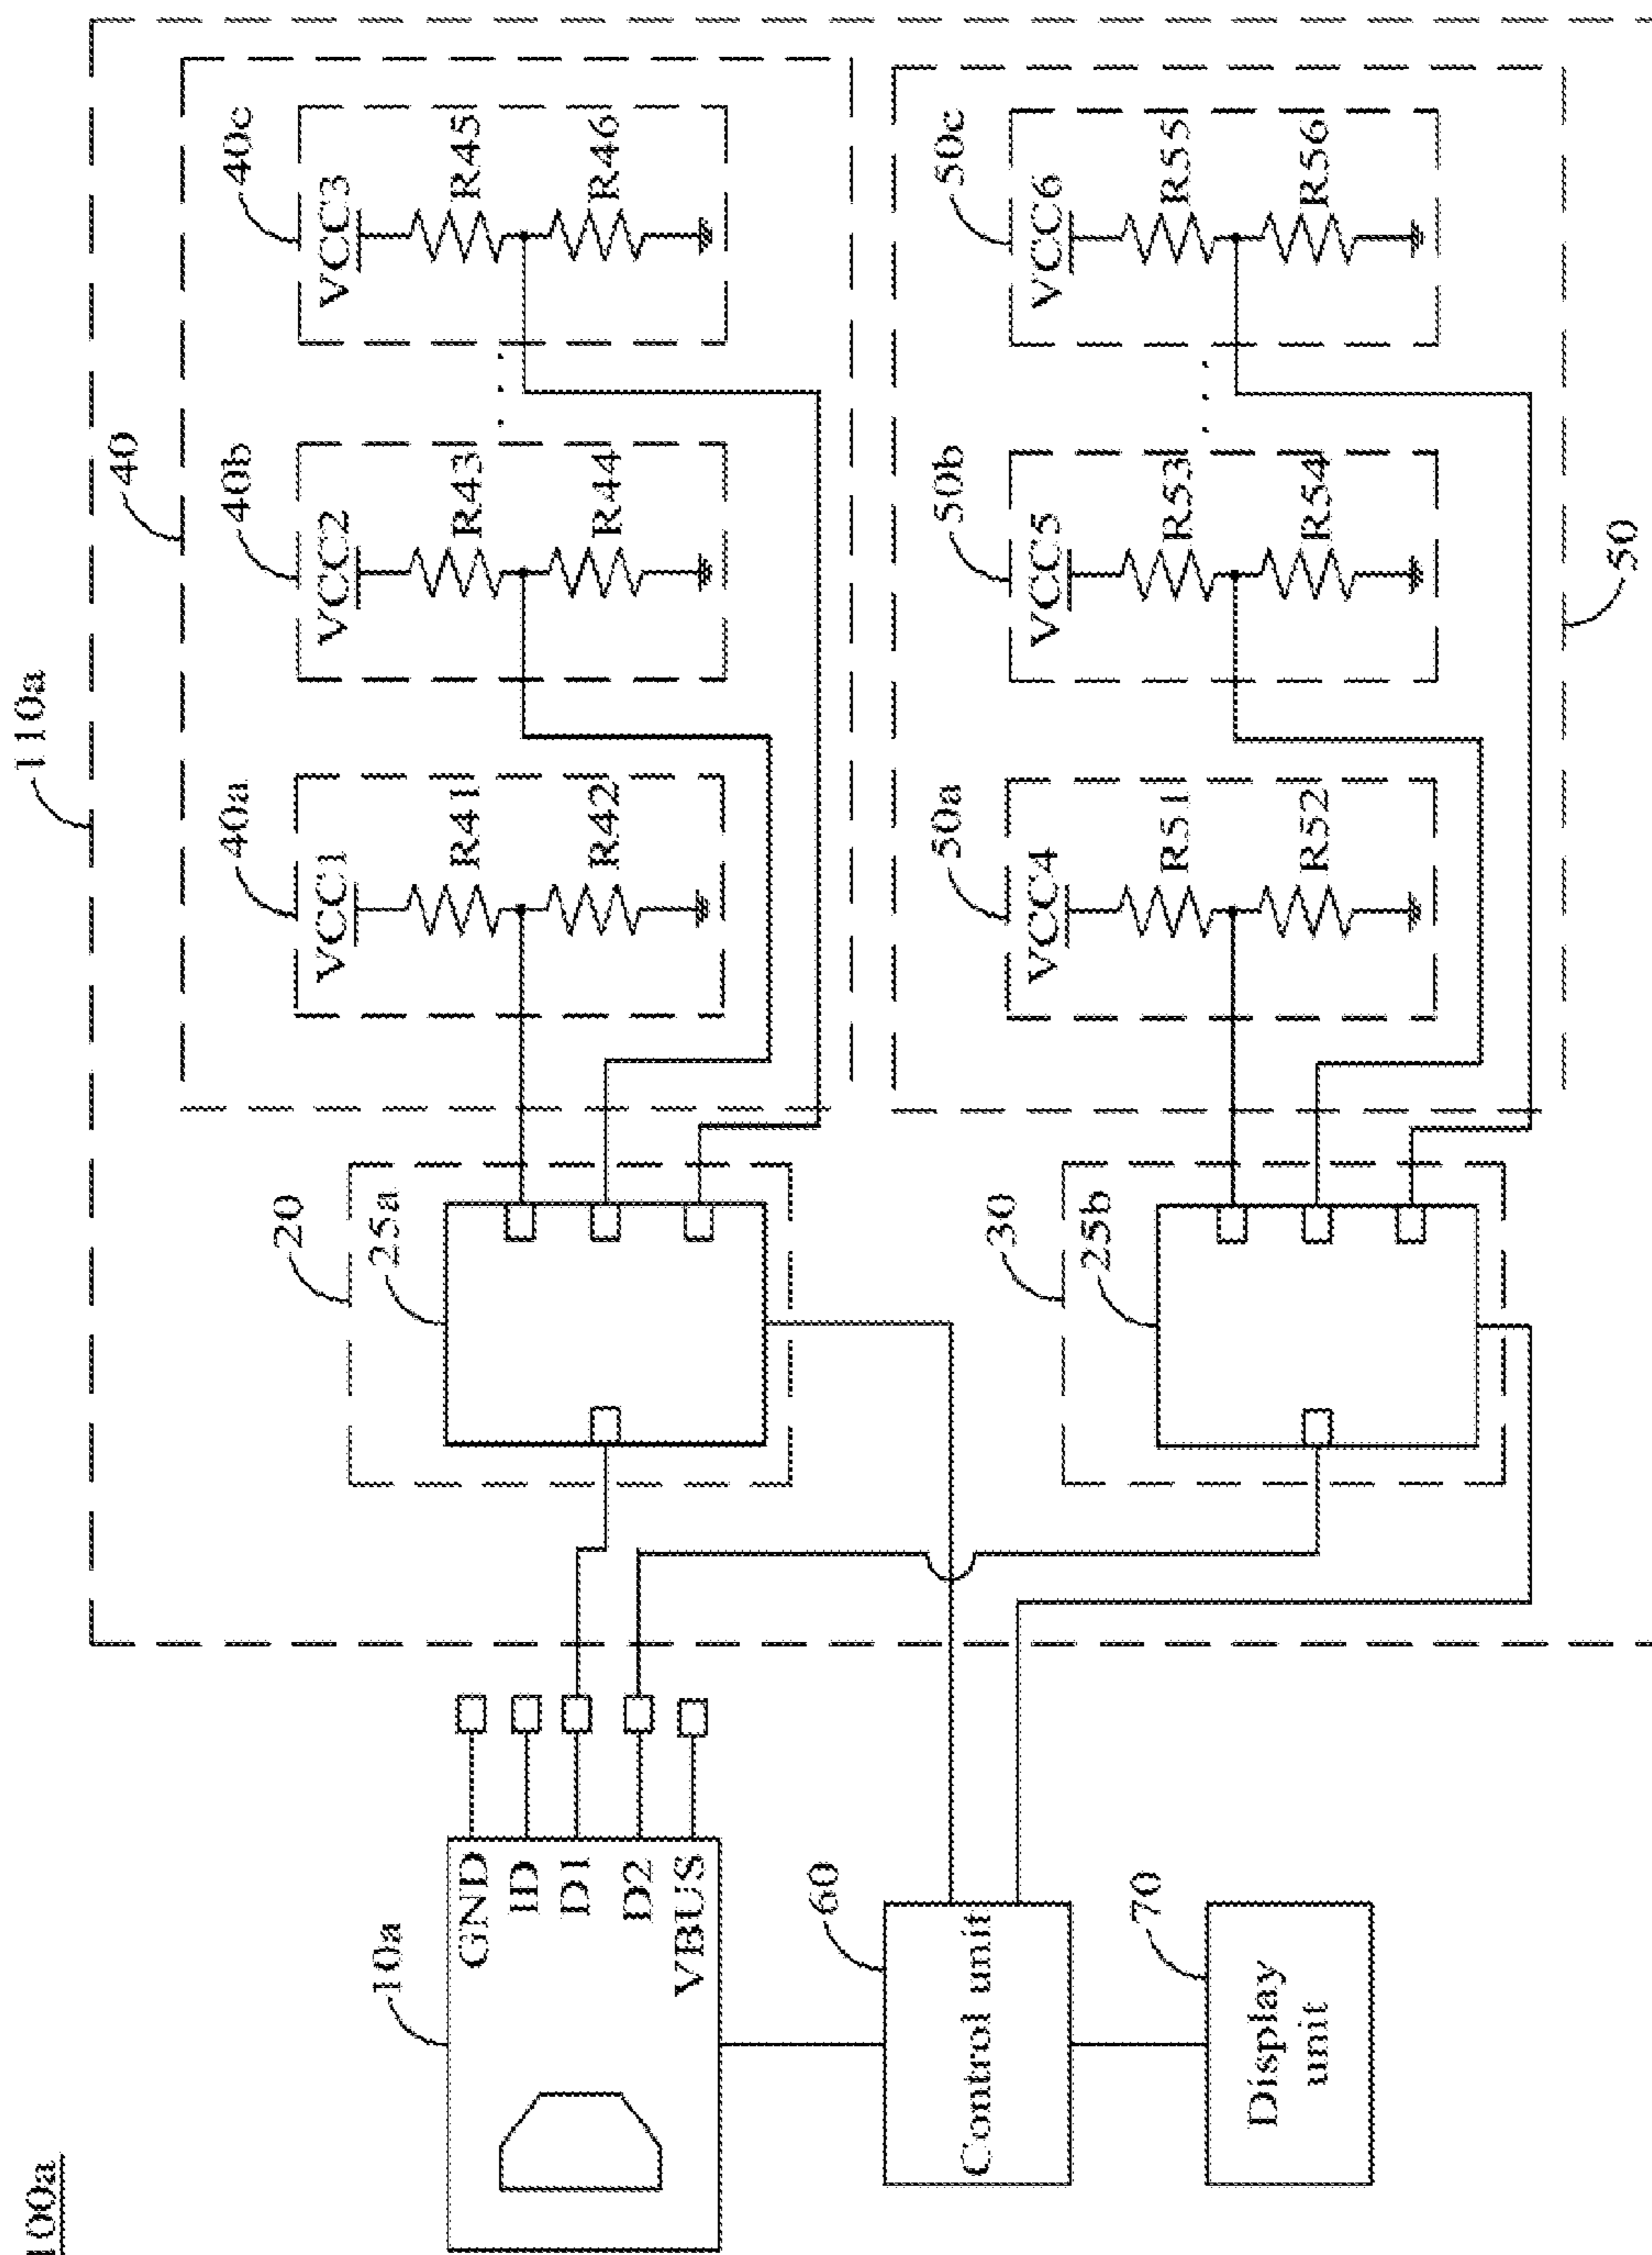 100a
110a
40
40a
VCC1
R41
R42
40b
VCC2
R43
R44
40c
VCC3
R45
R46
20
25a
10a
GND
ID
D1
D2
VBUS
60
Control unit
70
Display
unit
30
25b
50a
VCC4
R51
R52
50b
VCC5
R53
R54
50c
VCC6
R55
R56
50